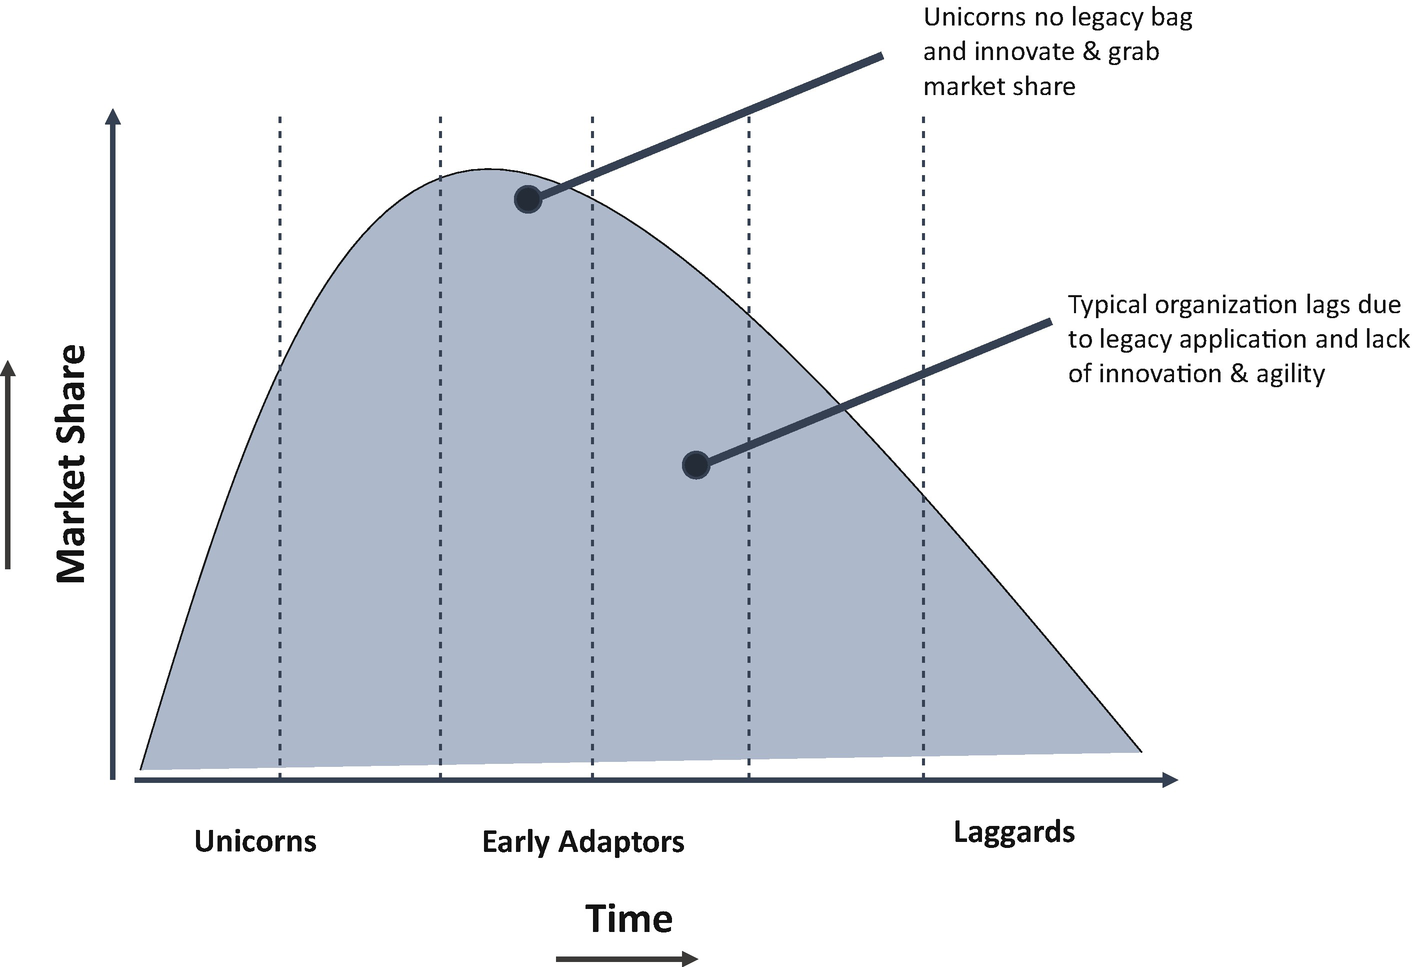 Unicorns no legacy bag
and innovate & grab
market share
Typical organization lags due
to legacy application and lack
of innovation & agility
Market Share
Unicorns
Early Adaptors
Laggards
Time